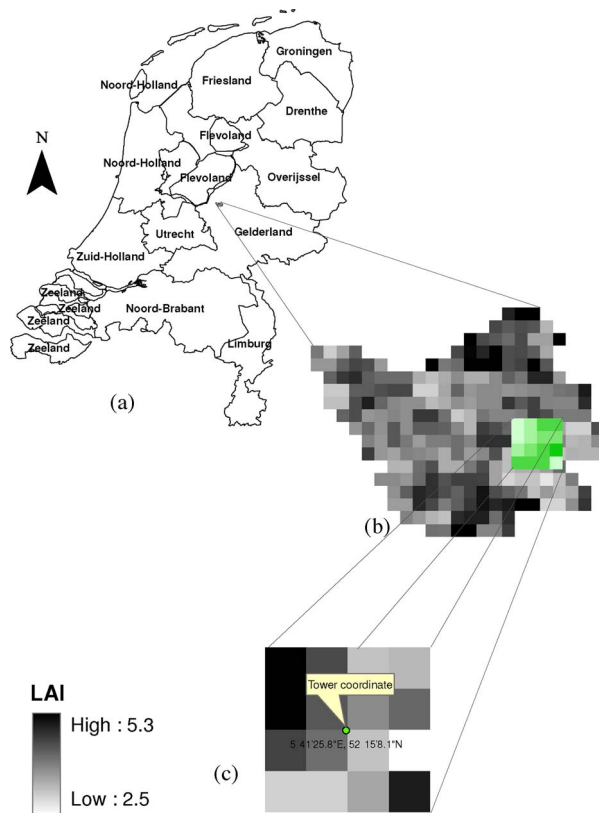 Groningen
Friesland
Noord-Holland
Drenthe
N
Flevoland
Noord-Holland
Flevoland
Overijssel
Utrecht
Gelderland
Zuid-Holland
Zeeland
Zeeland
Noord-Brabant
Zeeland
Zeeland
Limburg
(a)
(b)
LAI
High : 5.3
Low : 2.5
Tower coordinate
5 41'25.8"E, 52 15'8.1"N
(c)